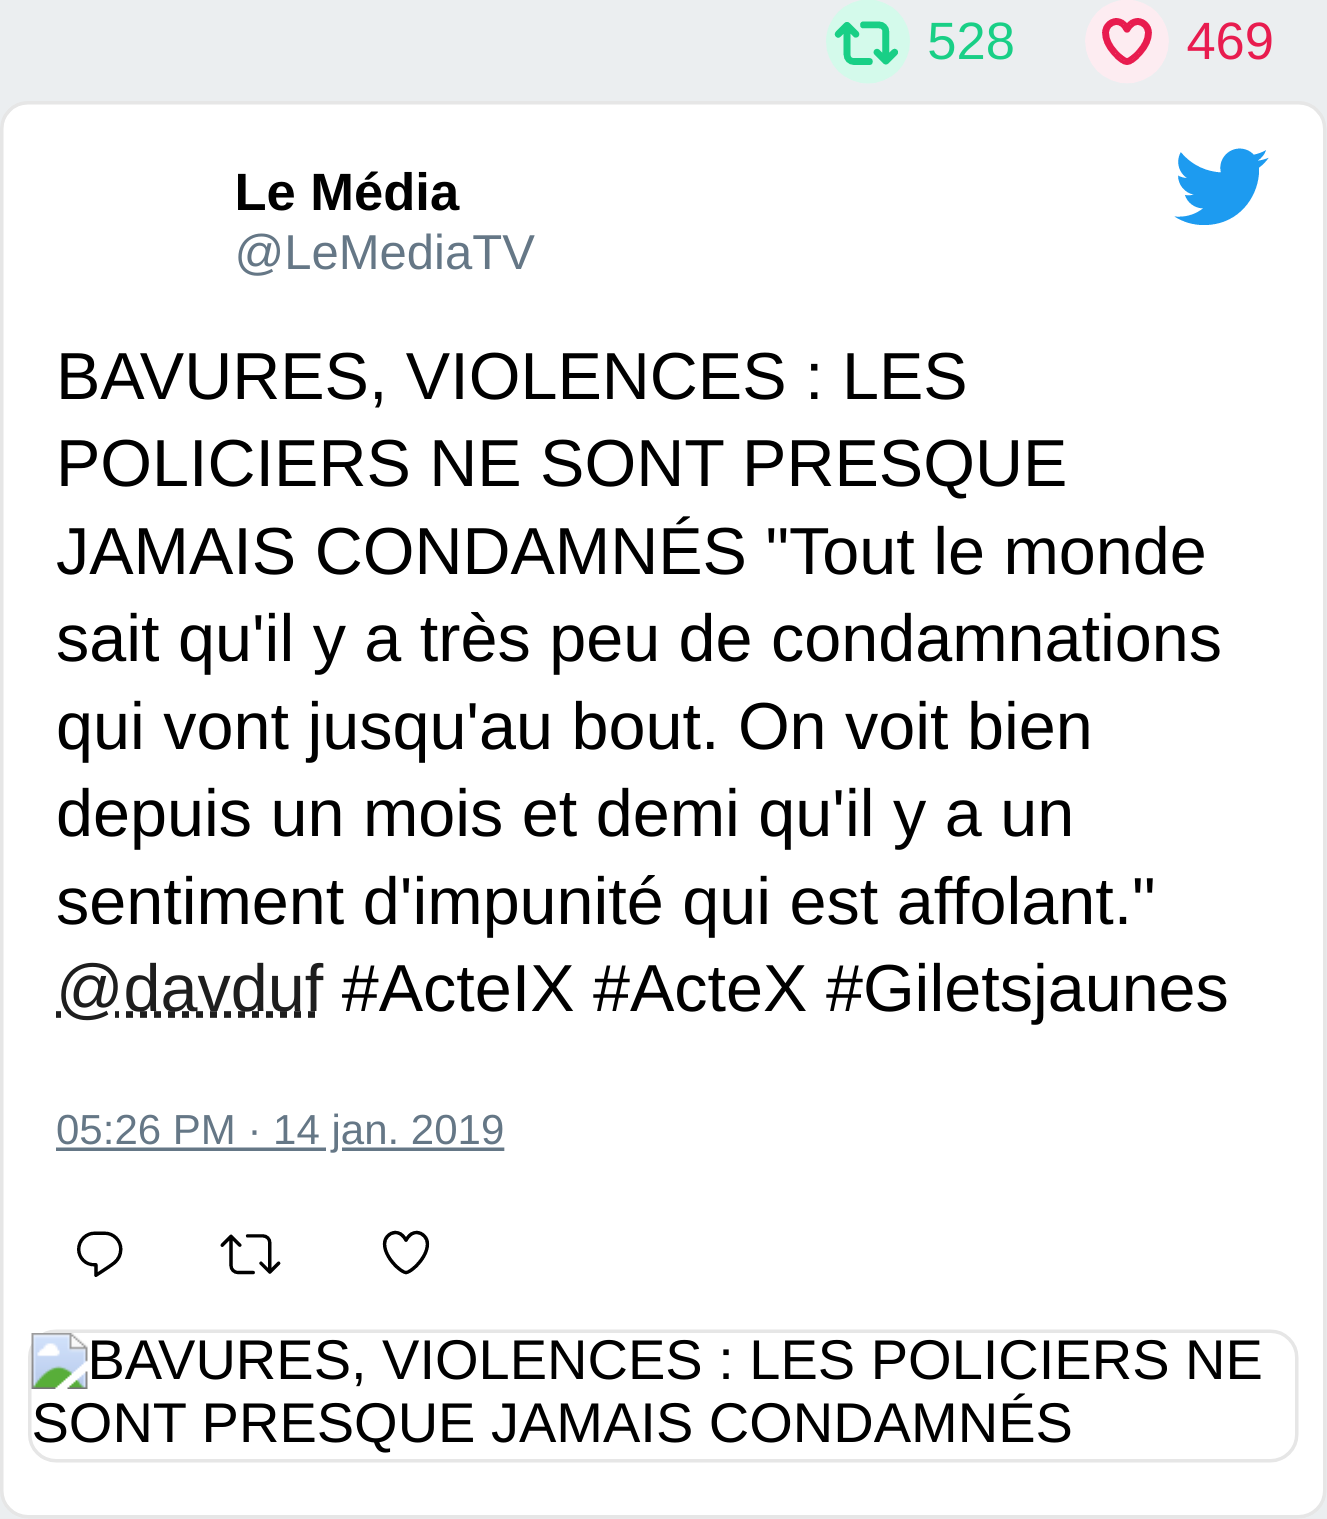 528 469
Le Média
@LeMediaTV
BAVURES, VIOLENCES : LES
POLICIERS NE SONT PRESQUE
JAMAIS CONDAMNÉS "Tout le monde
sait qu'il y a très peu de condamnations
qui vont jusqu'au bout. On voit bien
depuis un mois et demi qu'il y a un
sentiment d'impunité qui est affolant."
@davduf #ActeIX #ActeX #Giletsjaunes
05:26 PM · 14 jan. 2019
BAVURES, VIOLENCES : LES POLICIERS NE
SONT PRESQUE JAMAIS CONDAMNÉS